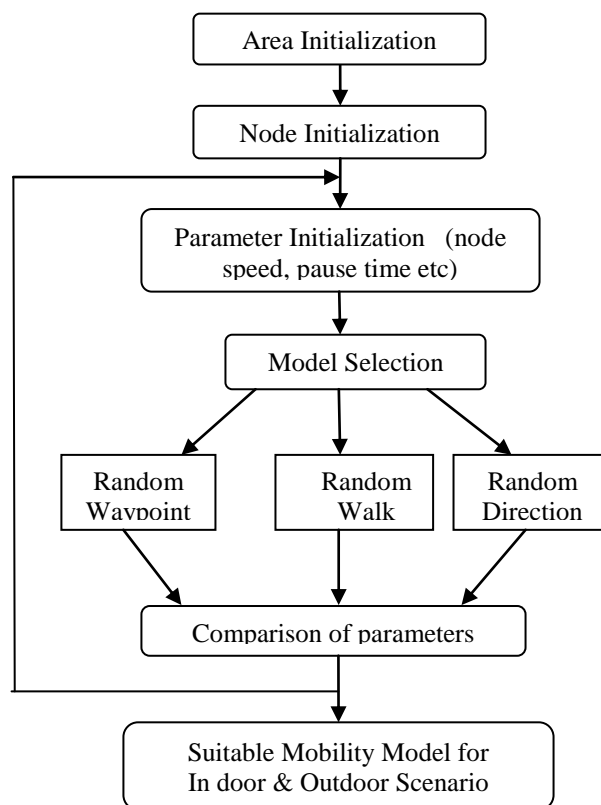 Area Initialization
Node Initialization
Parameter Initialization (node
speed, pause time etc)
Model Selection
Random
Waypoint
Random
Walk
Random
Direction
Comparison of parameters
Suitable Mobility Model for
In door & Outdoor Scenario